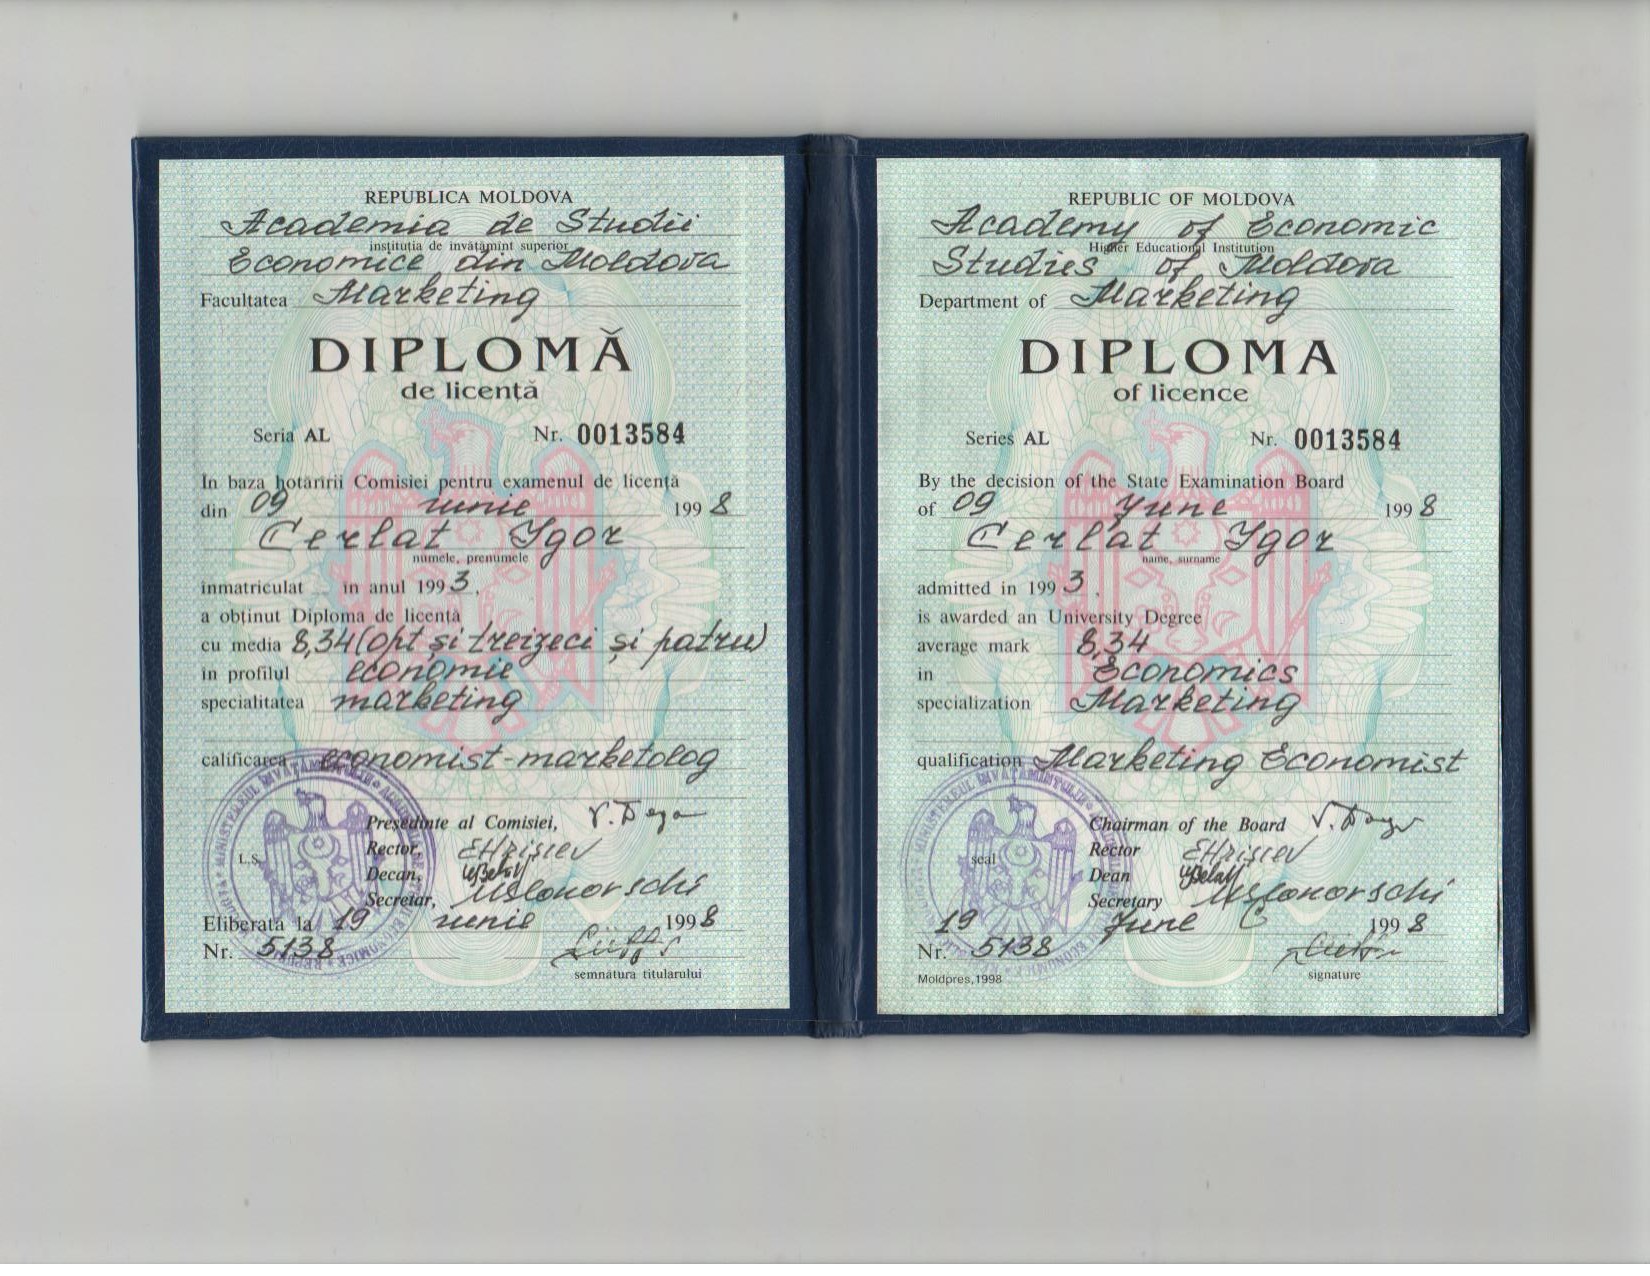 REPUBLICA MOLDOVA
Academia de Studii
instituția de învățămînt superior
Economice din Moldova
Facultatea Marketing
DIPLOMĂ
de licență
Seria AL Nr. 0013584
In baza hotărîrii Comisiei pentru examenul de licență
din 09 iunie 1998
Cerlat Igor
numele, prenumele
inmatriculat in anul 1993,
a obținut Diploma de licență
cu media 8,34 (opt și treizeci și patru)
in profilul economie
specialitatea marketing
calificarea economist-marketolog
Președinte al Comisiei,
L.S. Rector,
Decan,
Secretar,
Eliberată la 19 iunie 1998
Nr. 5138
semnătura titularului
REPUBLIC OF MOLDOVA
Academy of Economic
Higher Educational Institution
Studies of Moldova
Department of Marketing
DIPLOMA
of licence
Series AL Nr. 0013584
By the decision of the State Examination Board
of 09 June 1998
Cerlat Igor
name, surname
admitted in 1993.
is awarded an University Degree
average mark 8,34
in Economics
specialization Marketing
qualification Marketing Economist
Chairman of the Board
seal Rector
Dean
Secretary
19 June 1998
Nr. 5138
signature
Moldpres, 1998